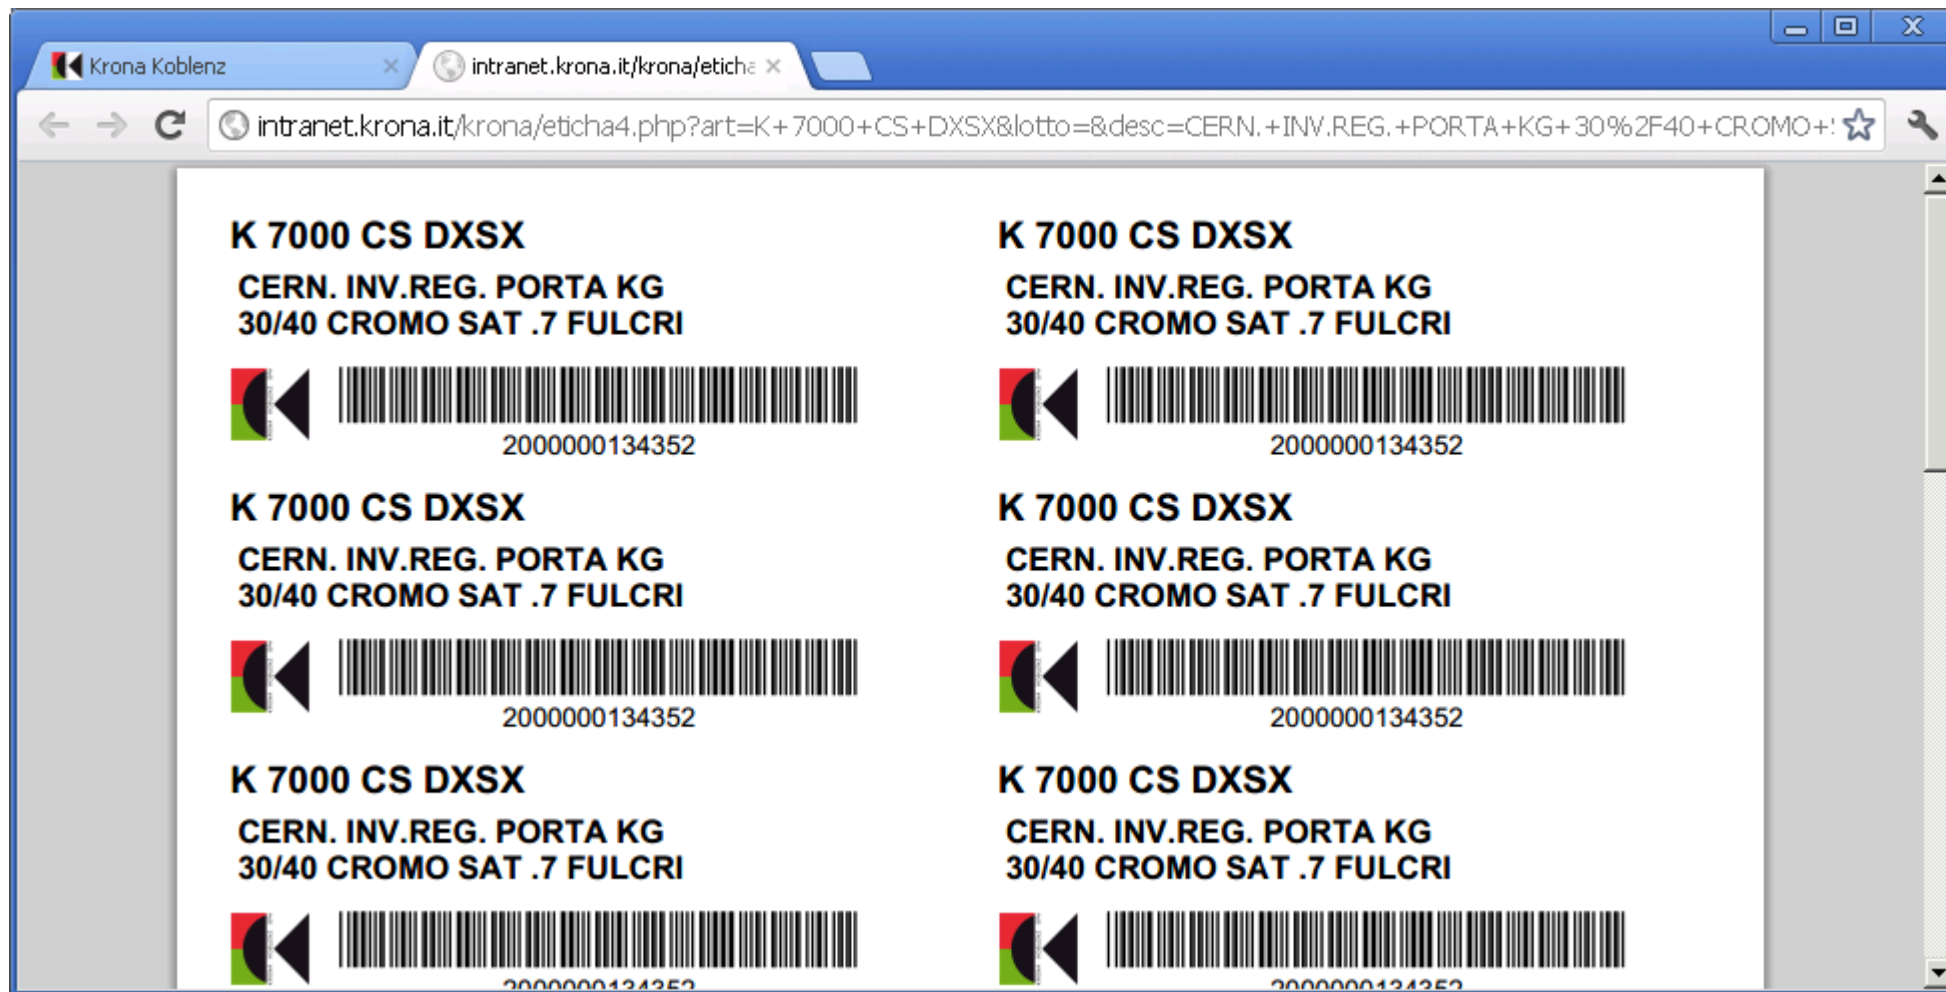 Krona Koblenz
intranet.krona.it/krona/eticha
intranet.krona.it/krona/eticha4.php?art=K+7000+CS+DXSX&lotto=&desc=CERN.+INV.REG.+PORTA+KG+30%2F40+CROMO+
K 7000 CS DXSX
CERN. INV.REG. PORTA KG
30/40 CROMO SAT .7 FULCRI
2000000134352
K 7000 CS DXSX
CERN. INV.REG. PORTA KG
30/40 CROMO SAT .7 FULCRI
2000000134352
K 7000 CS DXSX
CERN. INV.REG. PORTA KG
30/40 CROMO SAT .7 FULCRI
2000000134352
K 7000 CS DXSX
CERN. INV.REG. PORTA KG
30/40 CROMO SAT .7 FULCRI
2000000134352
K 7000 CS DXSX
CERN. INV.REG. PORTA KG
30/40 CROMO SAT .7 FULCRI
2000000134352
K 7000 CS DXSX
CERN. INV.REG. PORTA KG
30/40 CROMO SAT .7 FULCRI
2000000134352